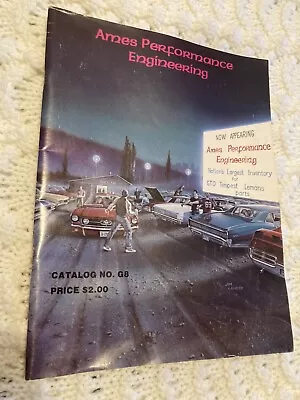 Ames Performance
Engineering
NOW APPEARING
Ames Performance
Engineering
Nations Largest Inventory
for
GTO Tempest Lemans
parts
CATALOG NO. G8
PRICE $2.00